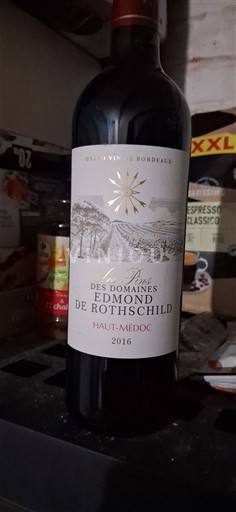 GRAND VIN DE BORDEAUX
Les Pins
DES DOMAINES
EDMOND
DE ROTHSCHILD
HAUT-MÉDOC
2016
XXL
ESPRESSO
CLASSICO